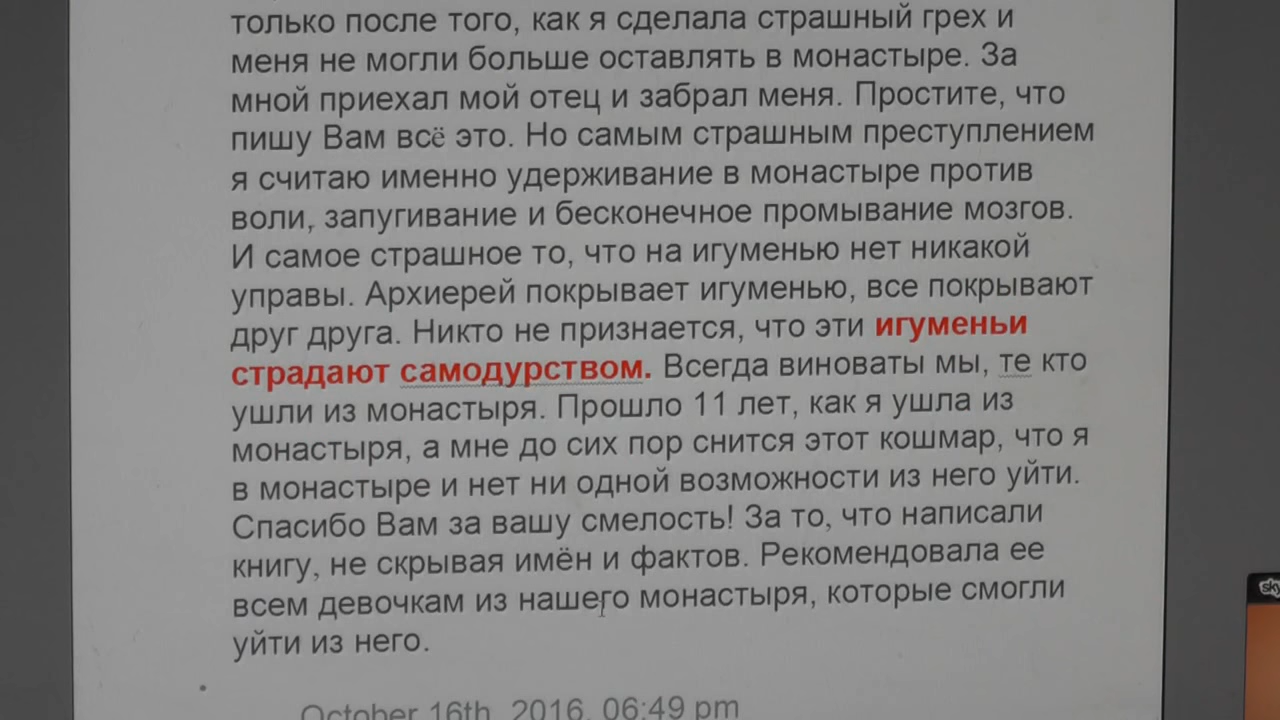 только после того, как я сделала страшный грех и
меня не могли больше оставлять в монастыре. За
мной приехал мой отец и забрал меня. Простите, что
пишу Вам всё это. Но самым страшным преступлением
я считаю именно удерживание в монастыре против
воли, запугивание и бесконечное промывание мозгов.
И самое страшное то, что на игуменью нет никакой
управы. Архиерей покрывает игуменью, все покрывают
друг друга. Никто не признается, что эти игуменьи
страдают самодурством. Всегда виноваты мы, те кто
ушли из монастыря. Прошло 11 лет, как я ушла из
монастыря, а мне до сих пор снится этот кошмар, что я
в монастыре и нет ни одной возможности из него уйти.
Спасибо Вам за вашу смелость! За то, что написали
книгу, не скрывая имён и фактов. Рекомендовала ее
всем девочкам из нашего монастыря, которые смогли
уйти из него.
October 16th, 2016, 06:49 pm